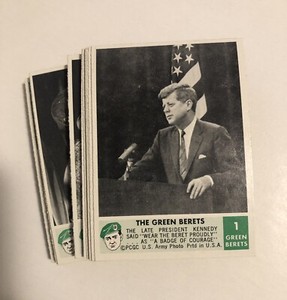 THE GREEN BERETS
THE LATE PRESIDENT KENNEDY
SAID "WEAR THE BERET PROUDLY"
AS "A BADGE OF COURAGE"
©PCGC U.S. Army Photo Prtd in U.S.A.
1
GREEN
BERETS